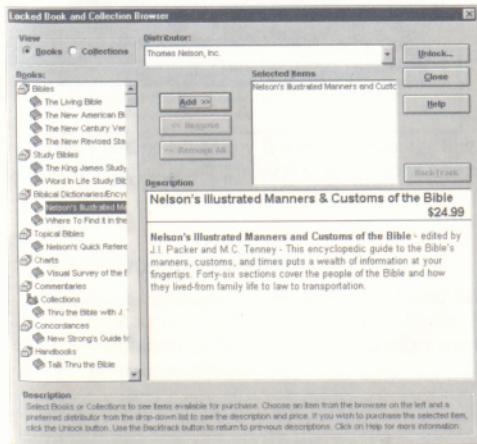 Locked Book and Collection Browser
View
Books Collections
Distributor:
Thomas Nelson, Inc.
Unlock...
Close
Help
Books:
Bibles
The Living Bible
The New American Bi
The New Century Ver
The New Revised Sta
Study Bibles
The King James Study
Word In Life Study Bib
Biblical Dictionaries/Ency
Nelson's Illustrated Ma
Where To Find it in the
Topical Bibles
Nelson's Quick Refere
Charts
Visual Survey of the B
Commentaries
Collections
Thru the Bible with J.
Concordances
New Strong's Guide to
Handbooks
Talk Thru the Bible
Add >>
<< Remove
<< Remove All
Selected Items
Nelson's Illustrated Manners and Custo
BackTrack
Description
Nelson's Illustrated Manners & Customs of the Bible
$24.99
Nelson's Illustrated Manners and Customs of the Bible - edited by
J.I. Packer and M.C. Tenney - This encyclopedic guide to the Bible's
manners, customs, and times puts a wealth of information at your
fingertips. Forty-six sections cover the people of the Bible and how
they lived-from family life to law to transportation.
Description
Select Books or Collections to see items available for purchase. Choose an item from the browser on the left and a
preferred distributor from the drop-down list to see the description and price. If you wish to purchase the selected item,
click the Unlock button. Use the Backtrack button to return to previous descriptions. Click on Help for more information.